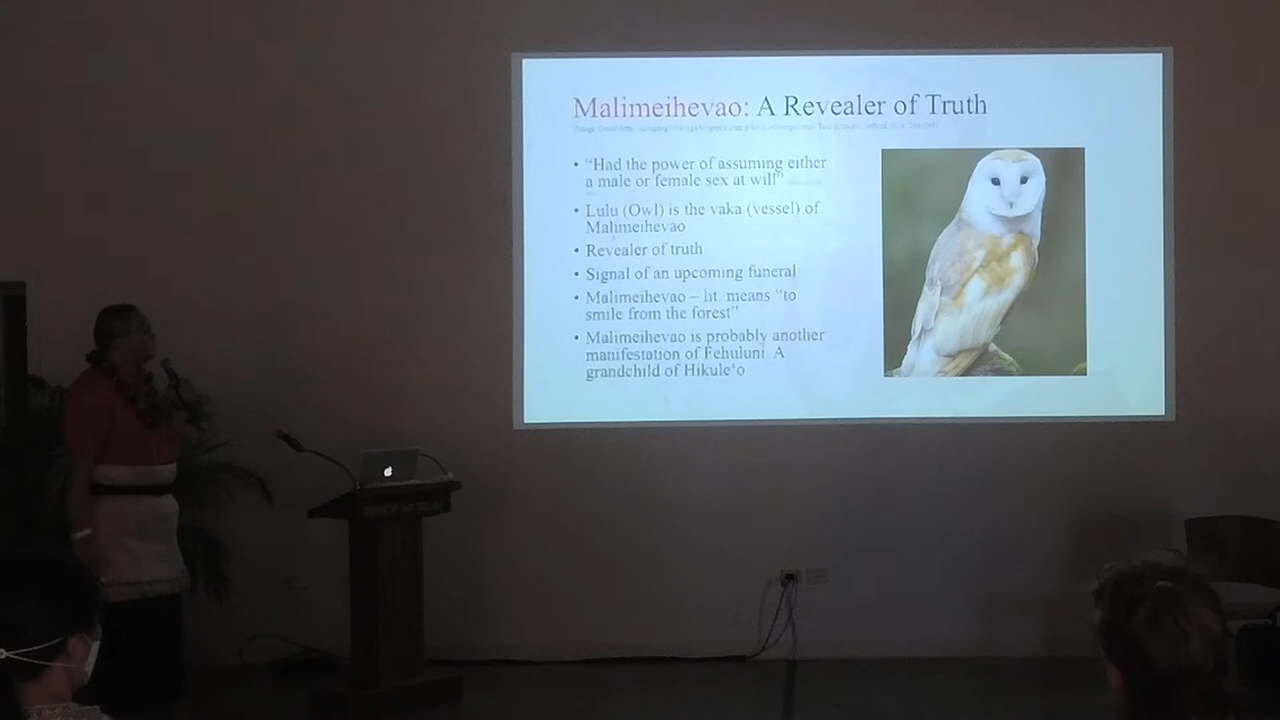 Malimeihevao: A Revealer of Truth
• “Had the power of assuming either
a male or female sex at will”
• Lulu (Owl) is the vaka (vessel) of
Malimeihevao
• Revealer of truth
• Signal of an upcoming funeral
• Malimeihevao – lit. means “to
smile from the forest”
• Malimeihevao is probably another
manifestation of Fehuluni. A
grandchild of Hikule‘o